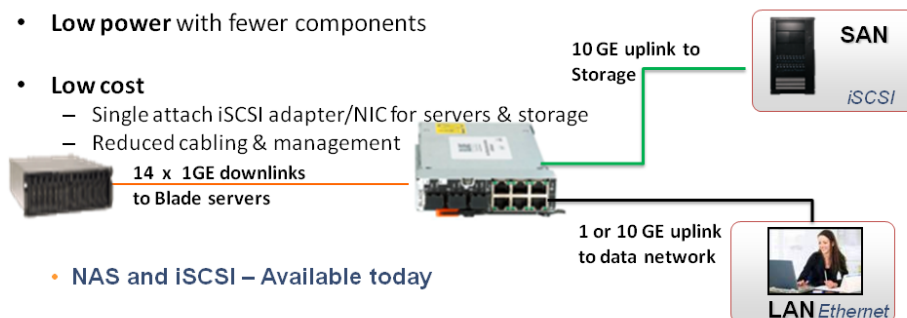 • Low power with fewer components
• Low cost
– Single attach iSCSI adapter/NIC for servers & storage
– Reduced cabling & management
14 x 1GE downlinks
to Blade servers
10 GE uplink to
Storage
SAN
iSCSI
1 or 10 GE uplink
to data network
LAN Ethernet
• NAS and iSCSI – Available today